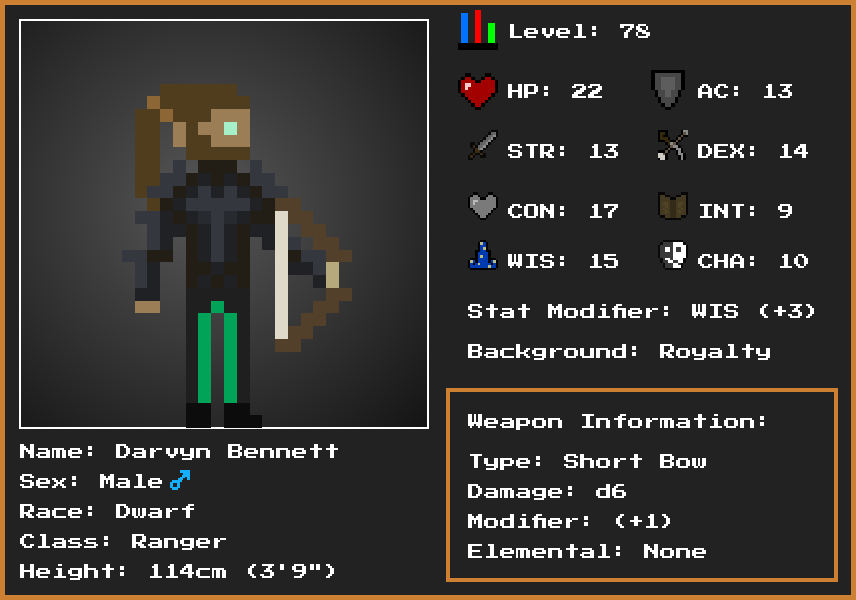 Level: 78
HP: 22
AC: 13
STR: 13
DEX: 14
CON: 17
INT: 9
WIS: 15
CHA: 10
Stat Modifier: WIS (+3)
Background: Royalty
Weapon Information:
Type: Short Bow
Damage: d6
Modifier: (+1)
Elemental: None
Name: Darvyn Bennett
Sex: Male♂
Race: Dwarf
Class: Ranger
Height: 114cm (3'9")